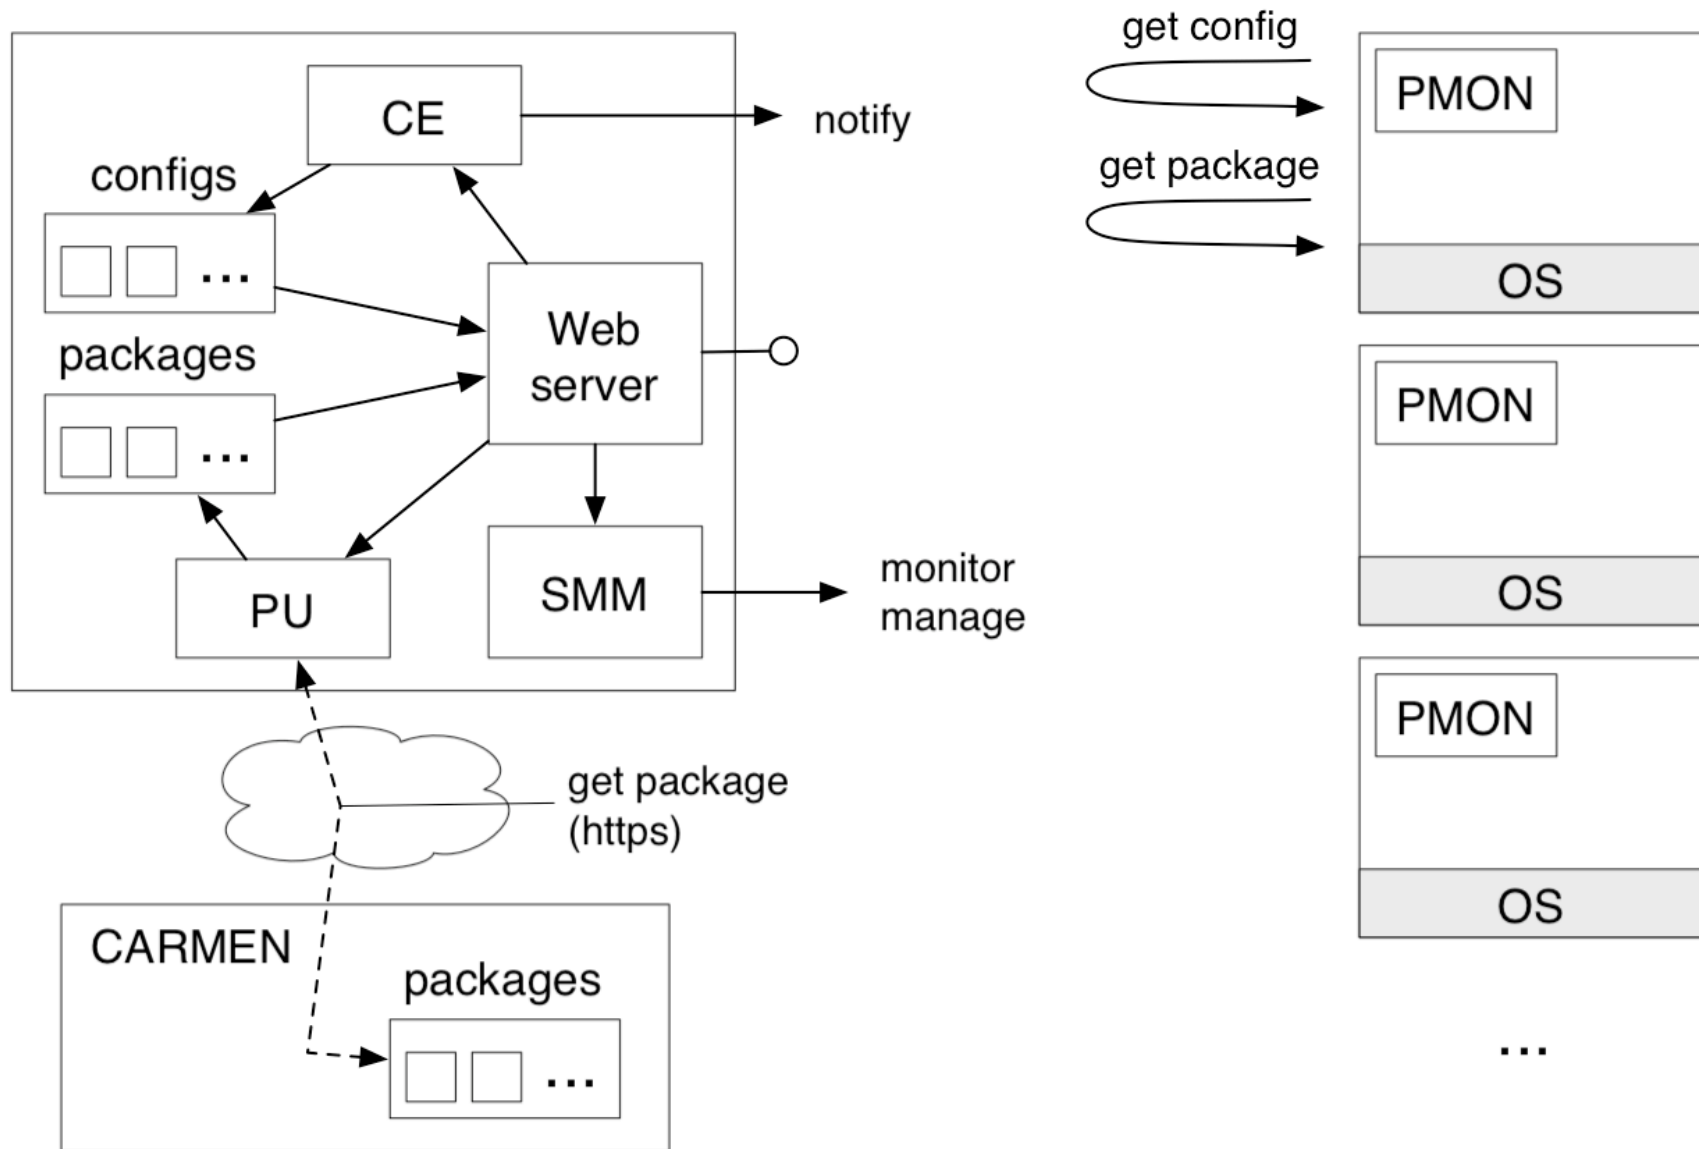 get config
PMON
CE
notify
configs
get package
...
OS
Web
server
packages
PMON
...
monitor
manage
PU
SMM
OS
PMON
get package
(https)
OS
CARMEN
packages
...
...